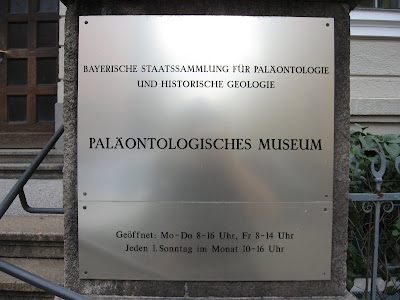 BAYERISCHE STAATSSAMMLUNG FÜR PALÄONTOLOGIE
UND HISTORISCHE GEOLOGIE
PALÄONTOLOGISCHES MUSEUM
Geöffnet: Mo-Do 8-16 Uhr, Fr 8-14 Uhr
Jeden 1. Sonntag im Monat 10-16 Uhr